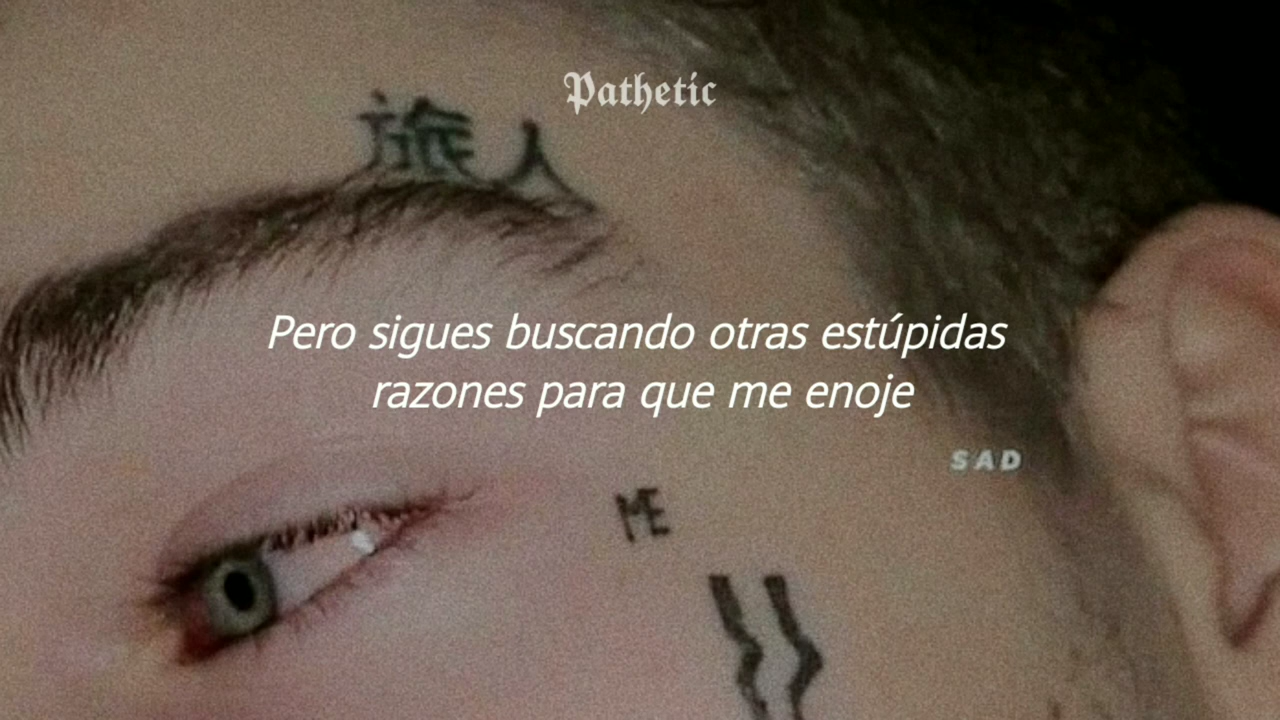 Pathetic
旅人
Pero sigues buscando otras estúpidas
razones para que me enoje
SAD
ME